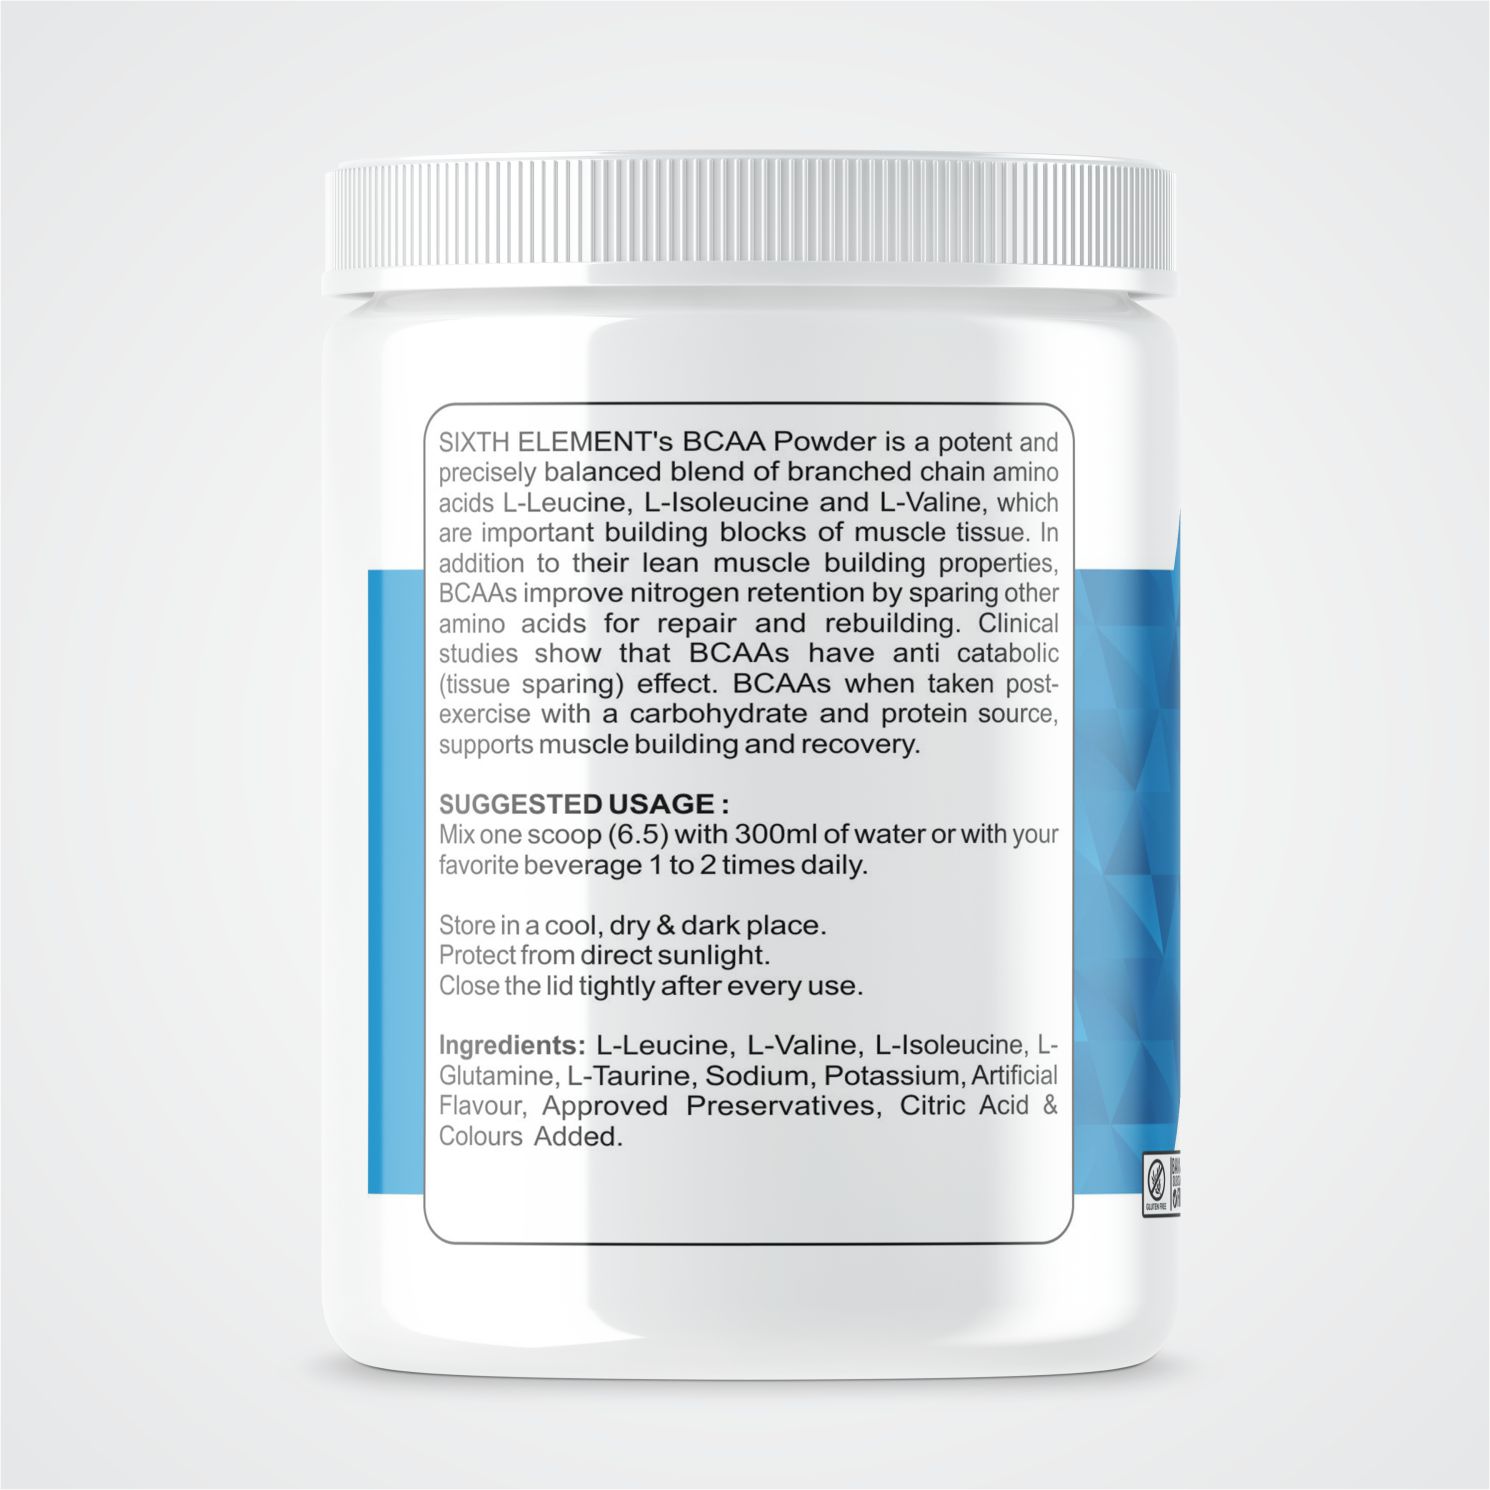 SIXTH ELEMENT's BCAA Powder is a potent and
precisely balanced blend of branched chain amino
acids L-Leucine, L-Isoleucine and L-Valine, which
are important building blocks of muscle tissue. In
addition to their lean muscle building properties,
BCAAs improve nitrogen retention by sparing other
amino acids for repair and rebuilding. Clinical
studies show that BCAAs have anti catabolic
(tissue sparing) effect. BCAAs when taken post-
exercise with a carbohydrate and protein source,
supports muscle building and recovery.
SUGGESTED USAGE :
Mix one scoop (6.5) with 300ml of water or with your
favorite beverage 1 to 2 times daily.
Store in a cool, dry & dark place.
Protect from direct sunlight.
Close the lid tightly after every use.
Ingredients: L-Leucine, L-Valine, L-Isoleucine, L-
Glutamine, L-Taurine, Sodium, Potassium, Artificial
Flavour, Approved Preservatives, Citric Acid &
Colours Added.
GLUTEN FREE